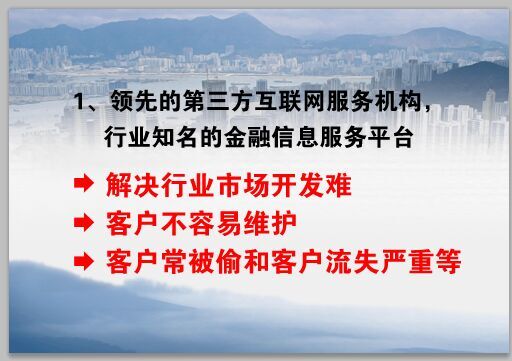 1、领先的第三方互联网服务机构，
行业知名的金融信息服务平台
解决行业市场开发难
客户不容易维护
客户常被偷和客户流失严重等